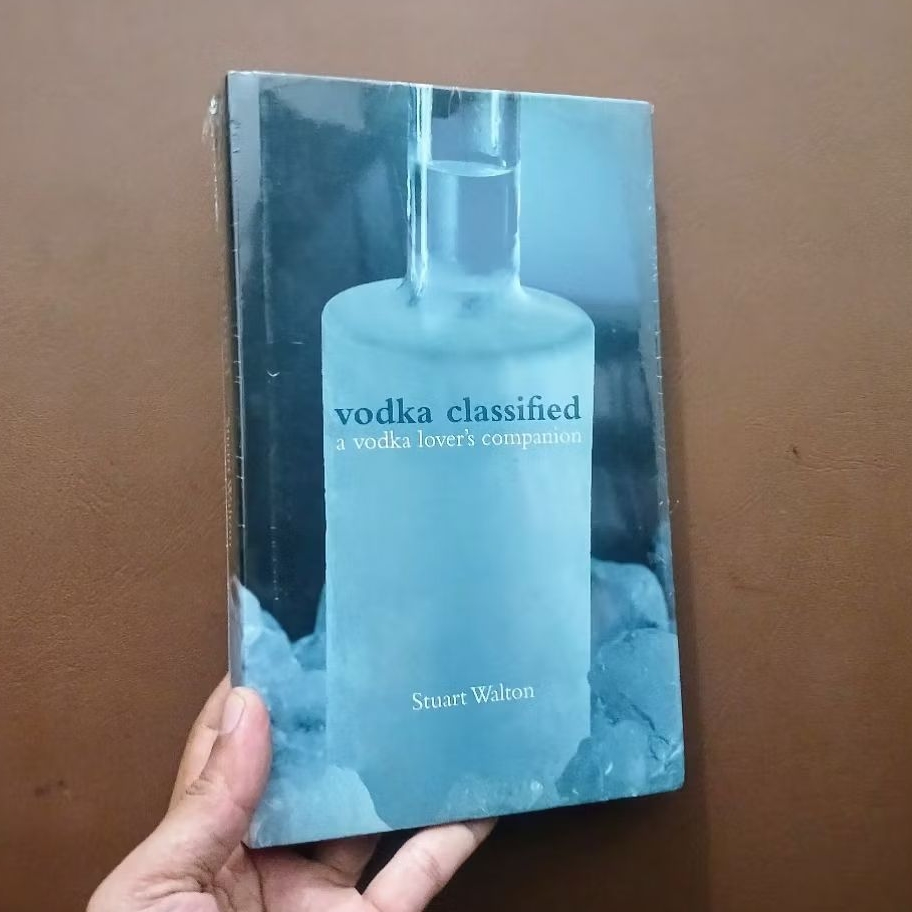 vodka classified
a vodka lover's companion
Stuart Walton